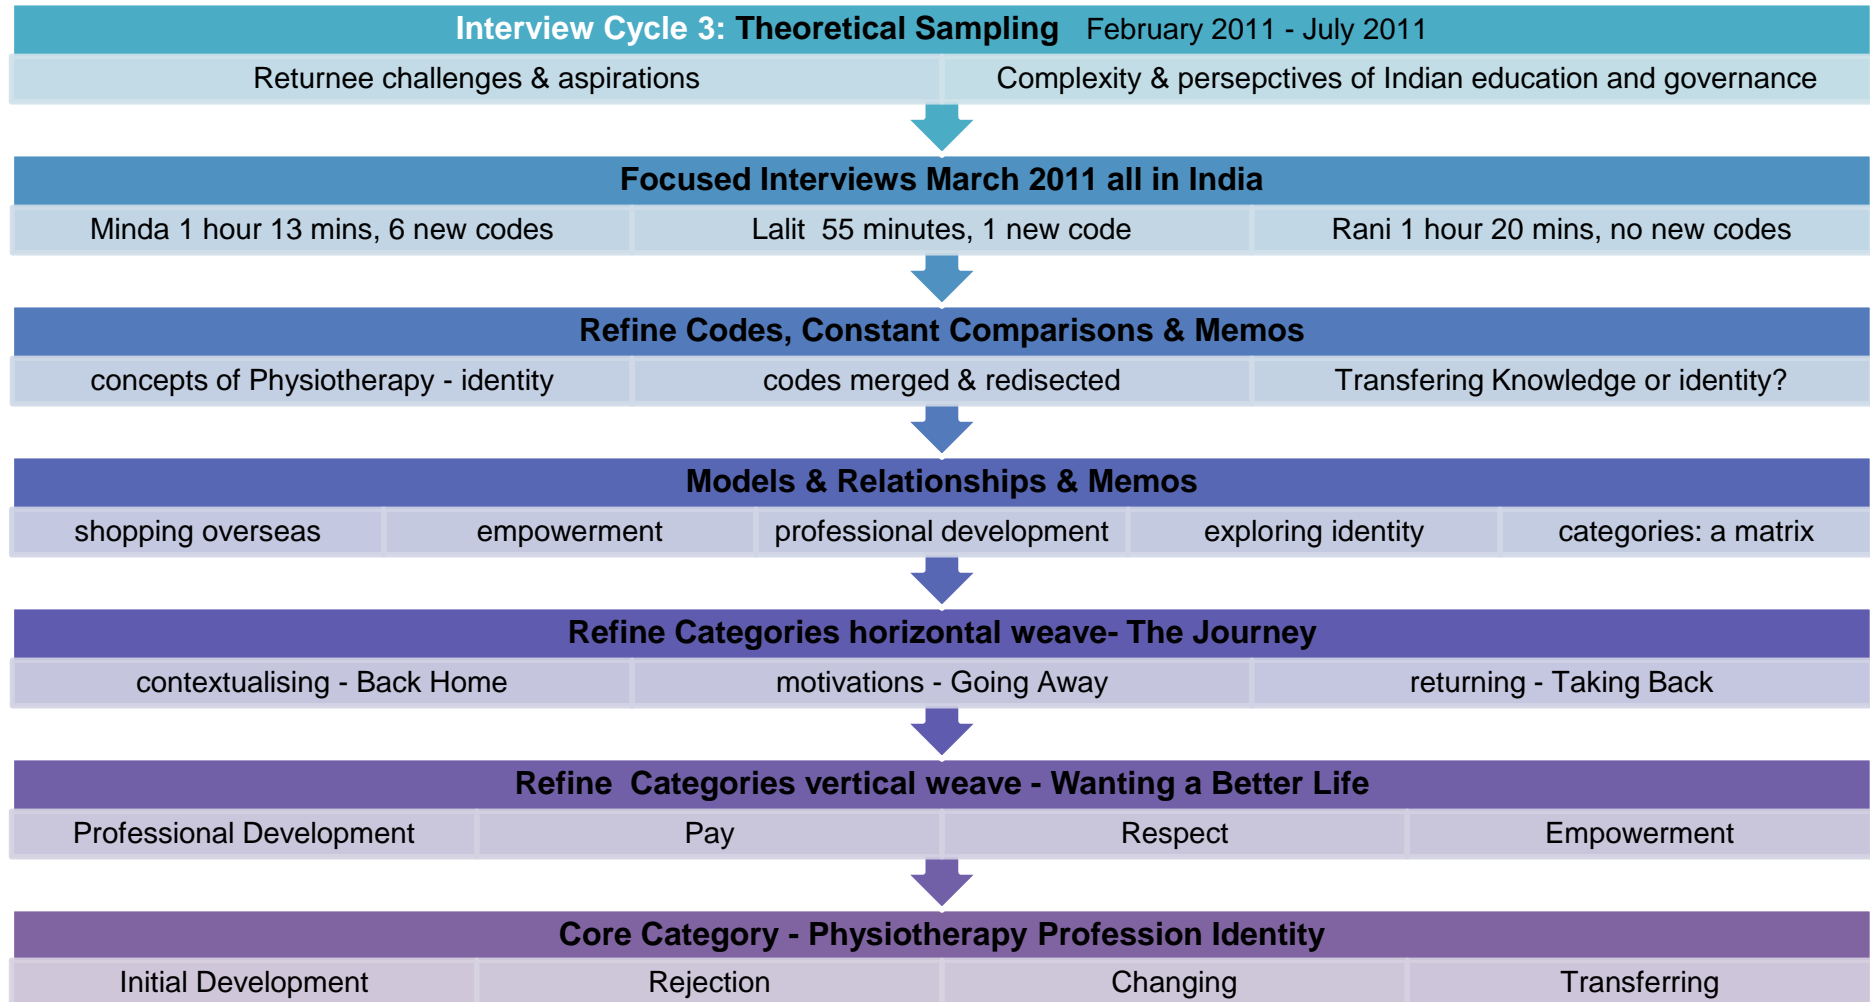 Interview Cycle 3: Theoretical Sampling February 2011 - July 2011
Returnee challenges & aspirations
Complexity & persepctives of Indian education and governance
Focused Interviews March 2011 all in India
Minda 1 hour 13 mins, 6 new codes
Lalit 55 minutes, 1 new code
Rani 1 hour 20 mins, no new codes
Refine Codes, Constant Comparisons & Memos
concepts of Physiotherapy - identity
codes merged & redisected
Transfering Knowledge or identity?
Models & Relationships & Memos
shopping overseas
empowerment
professional development
exploring identity
categories: a matrix
Refine Categories horizontal weave- The Journey
contextualising - Back Home
motivations - Going Away
returning - Taking Back
Refine Categories vertical weave - Wanting a Better Life
Professional Development
Pay
Respect
Empowerment
Core Category - Physiotherapy Profession Identity
Initial Development
Rejection
Changing
Transferring